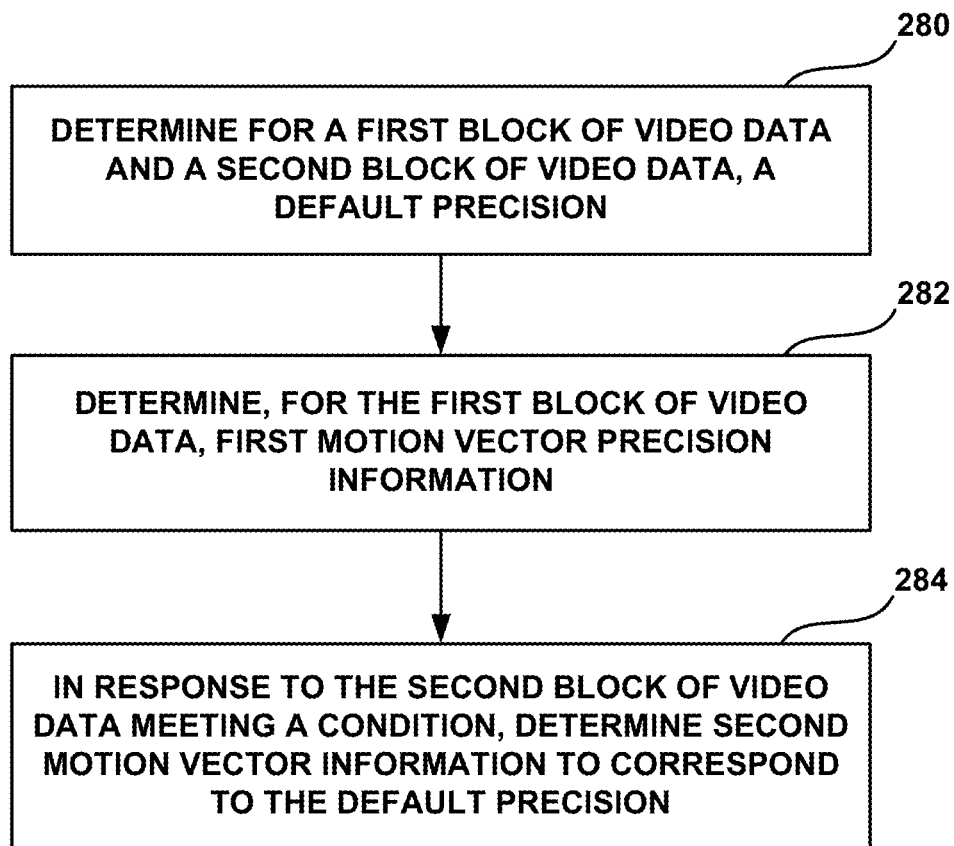 280
DETERMINE FOR A FIRST BLOCK OF VIDEO DATA
AND A SECOND BLOCK OF VIDEO DATA, A
DEFAULT PRECISION
282
DETERMINE, FOR THE FIRST BLOCK OF VIDEO
DATA, FIRST MOTION VECTOR PRECISION
INFORMATION
284
IN RESPONSE TO THE SECOND BLOCK OF VIDEO
DATA MEETING A CONDITION, DETERMINE SECOND
MOTION VECTOR INFORMATION TO CORRESPOND
TO THE DEFAULT PRECISION